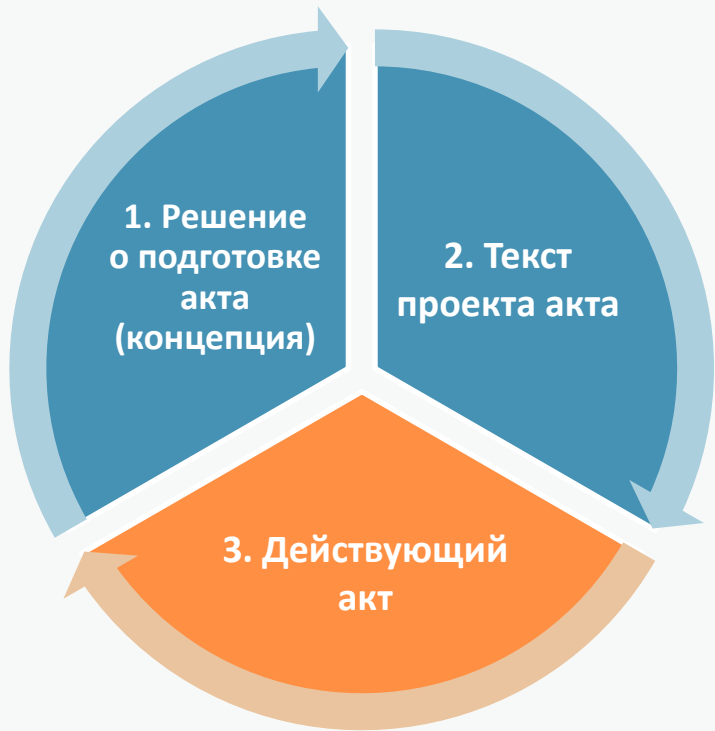 1. Решение
о подготовке
акта
(концепция)
2. Текст
проекта акта
3. Действующий
акт